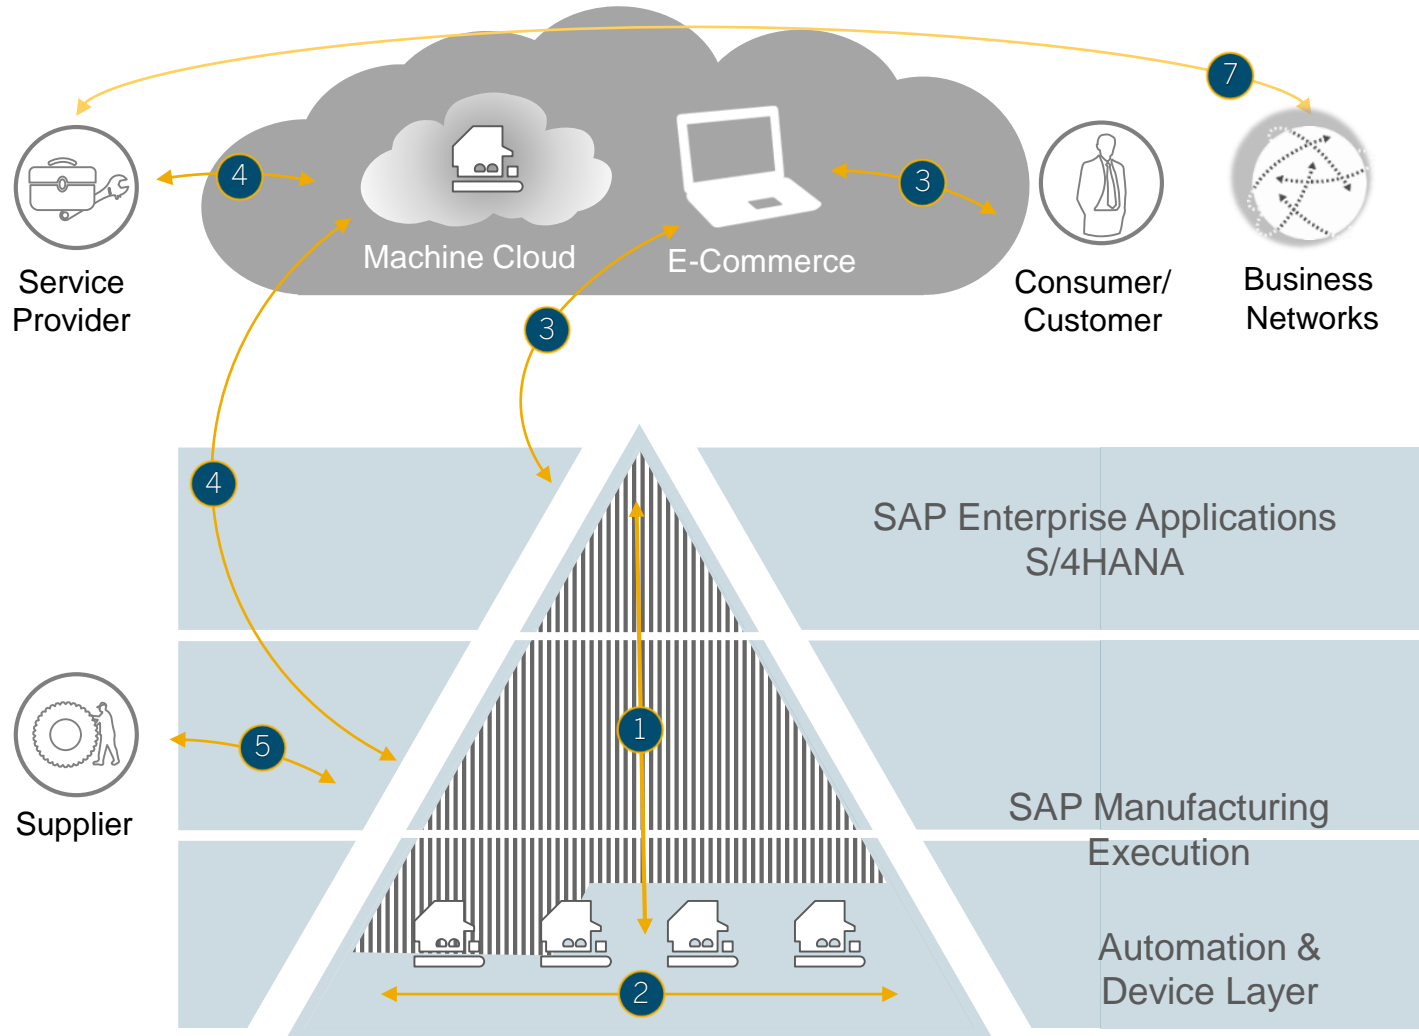 7
4
3
Machine Cloud
E-Commerce
Service
Provider
Consumer/
Customer
Business
Networks
3
4
SAP Enterprise Applications
S/4HANA
1
5
Supplier
SAP Manufacturing
Execution
Automation &
Device Layer
2